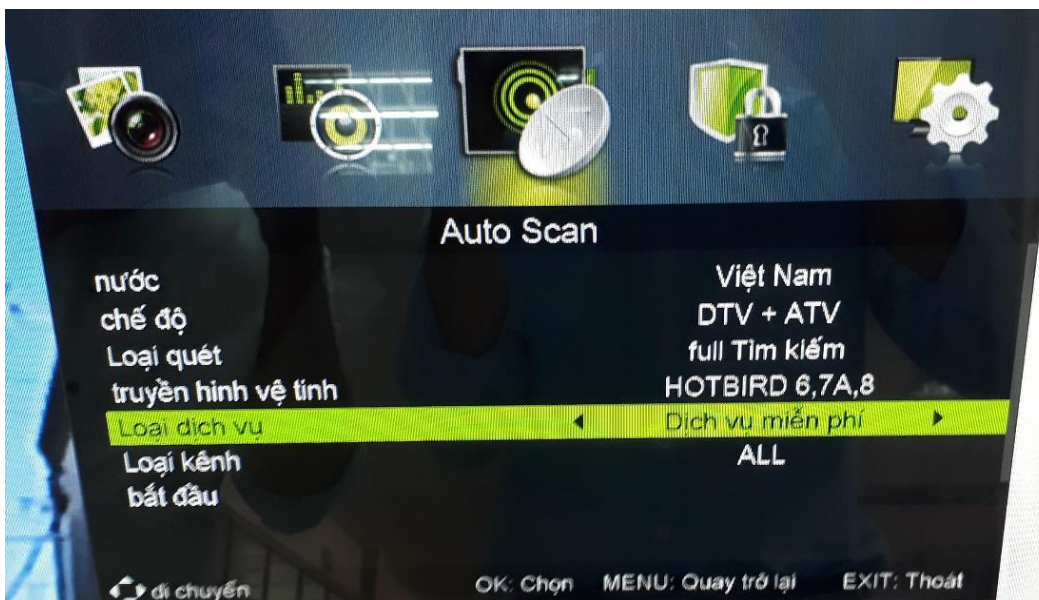 Auto Scan
nước Việt Nam
chế độ DTV + ATV
Loại quét full Tìm kiếm
truyền hình vệ tinh HOTBIRD 6,7A,8
Loại dịch vụ Dịch vụ miễn phí
Loại kênh ALL
bắt đầu
di chuyển OK: Chọn MENU: Quay trở lại EXIT: Thoát